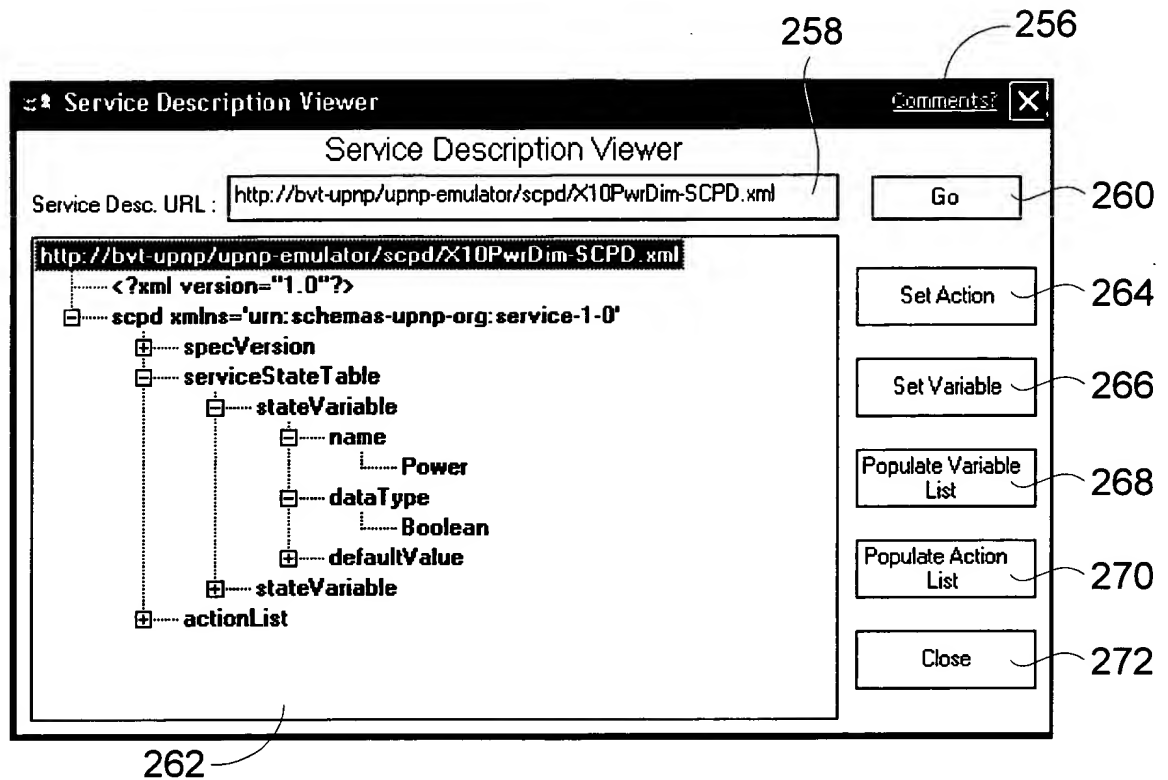 256
258
Service Description Viewer
Comments?
Service Description Viewer
Service Desc. URL :
http://bvt-upnp/upnp-emulator/scpd/X10PwrDim-SCPD.xml
Go
260
http://bvt-upnp/upnp-emulator/scpd/X10PwrDim-SCPD.xml
<?xml version="1.0"?>
scpd xmlns='urn:schemas-upnp-org:service-1-0'
specVersion
serviceStateTable
stateVariable
name
Power
dataType
Boolean
defaultValue
stateVariable
actionList
Set Action
264
Set Variable
266
Populate Variable
List
268
Populate Action
List
270
Close
272
262